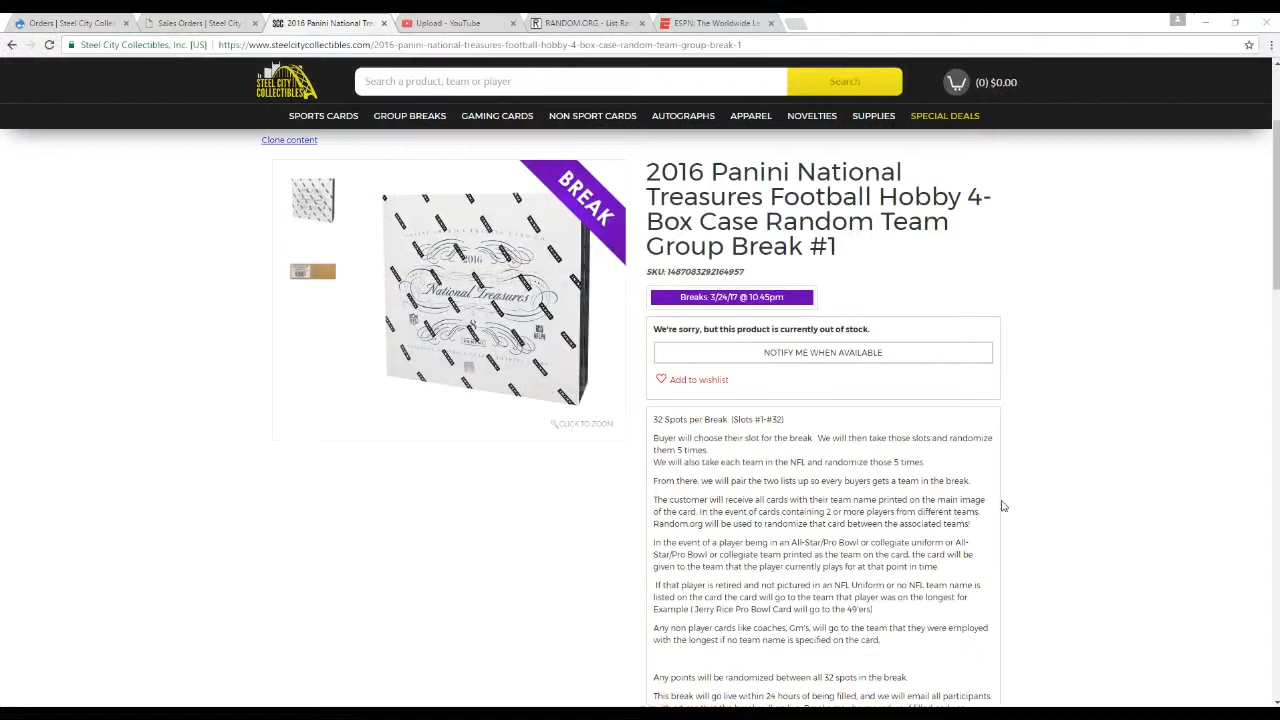 Orders | Steel City Colle
Sales Orders | Steel City
SCC 2016 Panini National Tre
Upload - YouTube
RANDOM.ORG - List Ran
ESPN: The Worldwide Le
Steel City Collectibles, Inc. [US] | https://www.steelcitycollectibles.com/2016-panini-national-treasures-football-hobby-4-box-case-random-team-group-break-1
STEEL CITY
COLLECTIBLES
Search a product, team or player
Search
(0) $0.00
SPORTS CARDS GROUP BREAKS GAMING CARDS NON SPORT CARDS AUTOGRAPHS APPAREL NOVELTIES SUPPLIES SPECIAL DEALS
Clone content
BREAK
2016
National Treasures
PANINI
CLICK TO ZOOM
2016 Panini National
Treasures Football Hobby 4-
Box Case Random Team
Group Break #1
SKU: 1487083292164957
Breaks: 3/24/17 @ 10:45pm
We're sorry, but this product is currently out of stock.
NOTIFY ME WHEN AVAILABLE
Add to wishlist
32 Spots per Break. (Slots #1-#32)
Buyer will choose their slot for the break. We will then take those slots and randomize
them 5 times.
We will also take each team in the NFL and randomize those 5 times.
From there, we will pair the two lists up so every buyers gets a team in the break.
The customer will receive all cards with their team name printed on the main image
of the card. In the event of cards containing 2 or more players from different teams.
Random.org will be used to randomize that card between the associated teams!
In the event of a player being in an All-Star/Pro Bowl or collegiate uniform or All-
Star/Pro Bowl or collegiate team printed as the team on the card, the card will be
given to the team that the player currently plays for at that point in time.
If that player is retired and not pictured in an NFL Uniform or no NFL team name is
listed on the card the card will go to the team that player was on the longest for
Example ( Jerry Rice Pro Bowl Card will go to the 49'ers)
Any non player cards like coaches, Gm's, will go to the team that they were employed
with the longest if no team name is specified on the card,
Any points will be randomized between all 32 spots in the break.
This break will go live within 24 hours of being filled, and we will email all participants